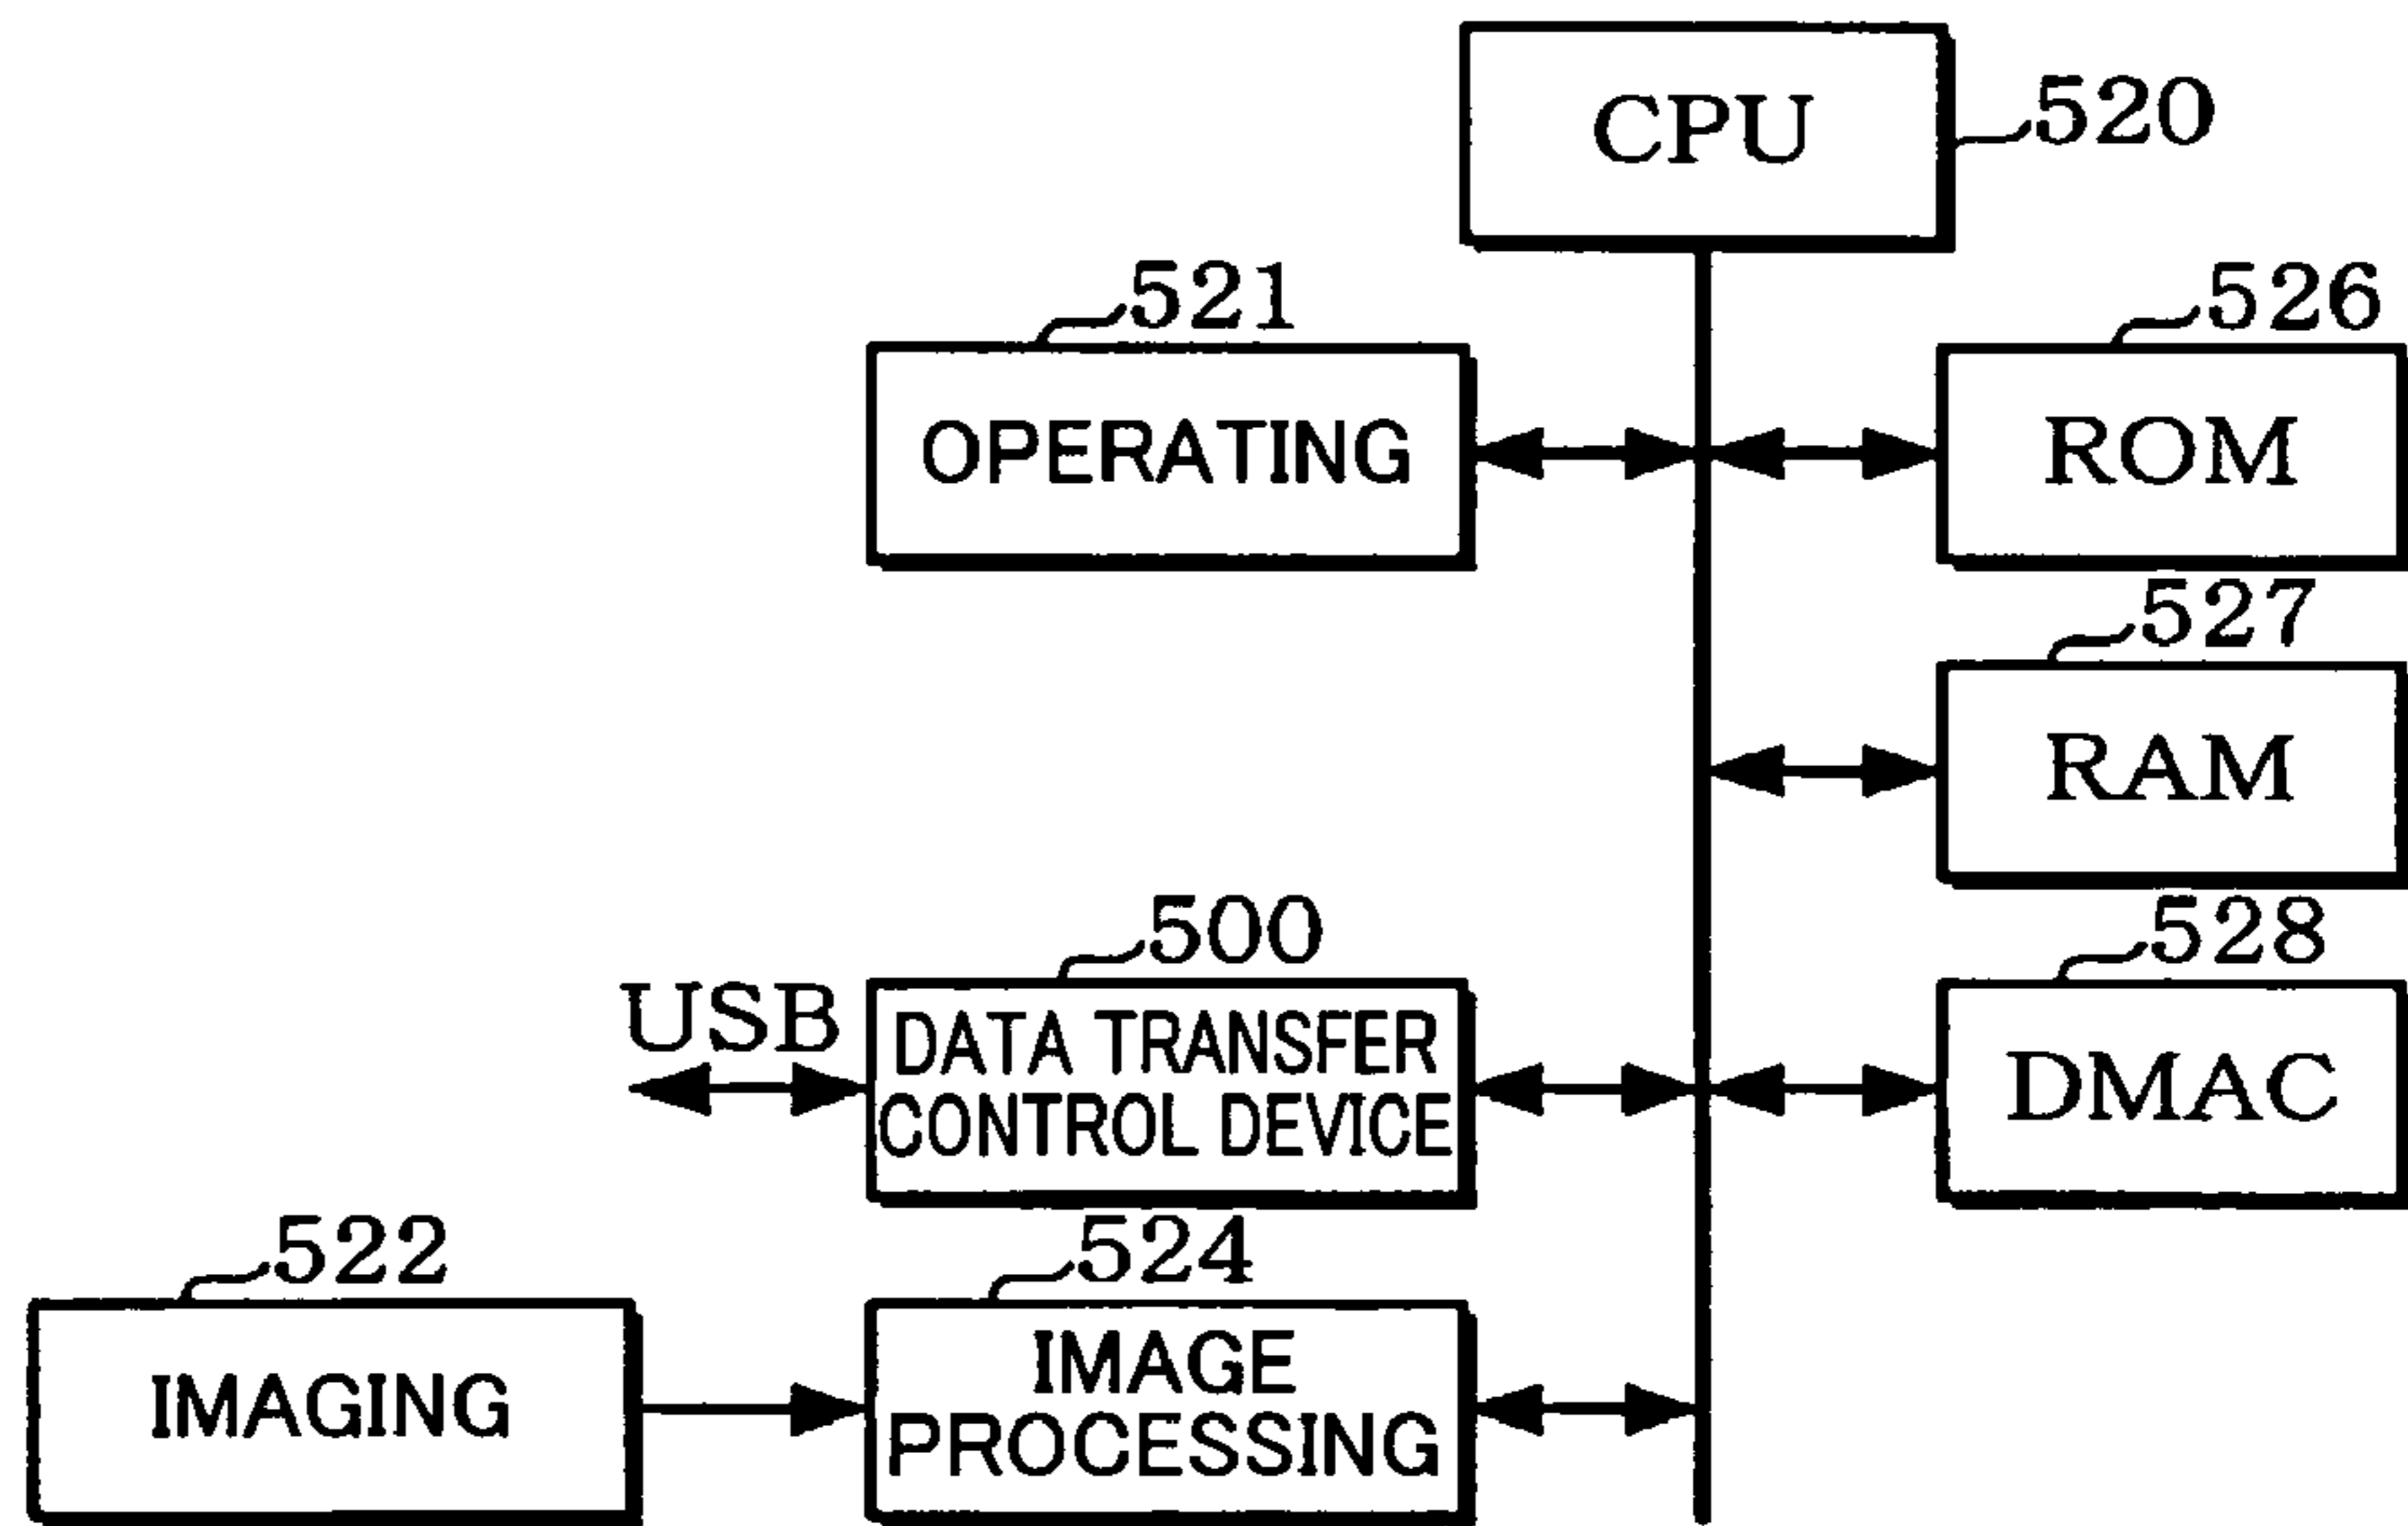 CPU
520
521
526
OPERATING
ROM
527
RAM
500
528
USB
DATA TRANSFER
CONTROL DEVICE
DMAC
522
524
IMAGING
IMAGE
PROCESSING